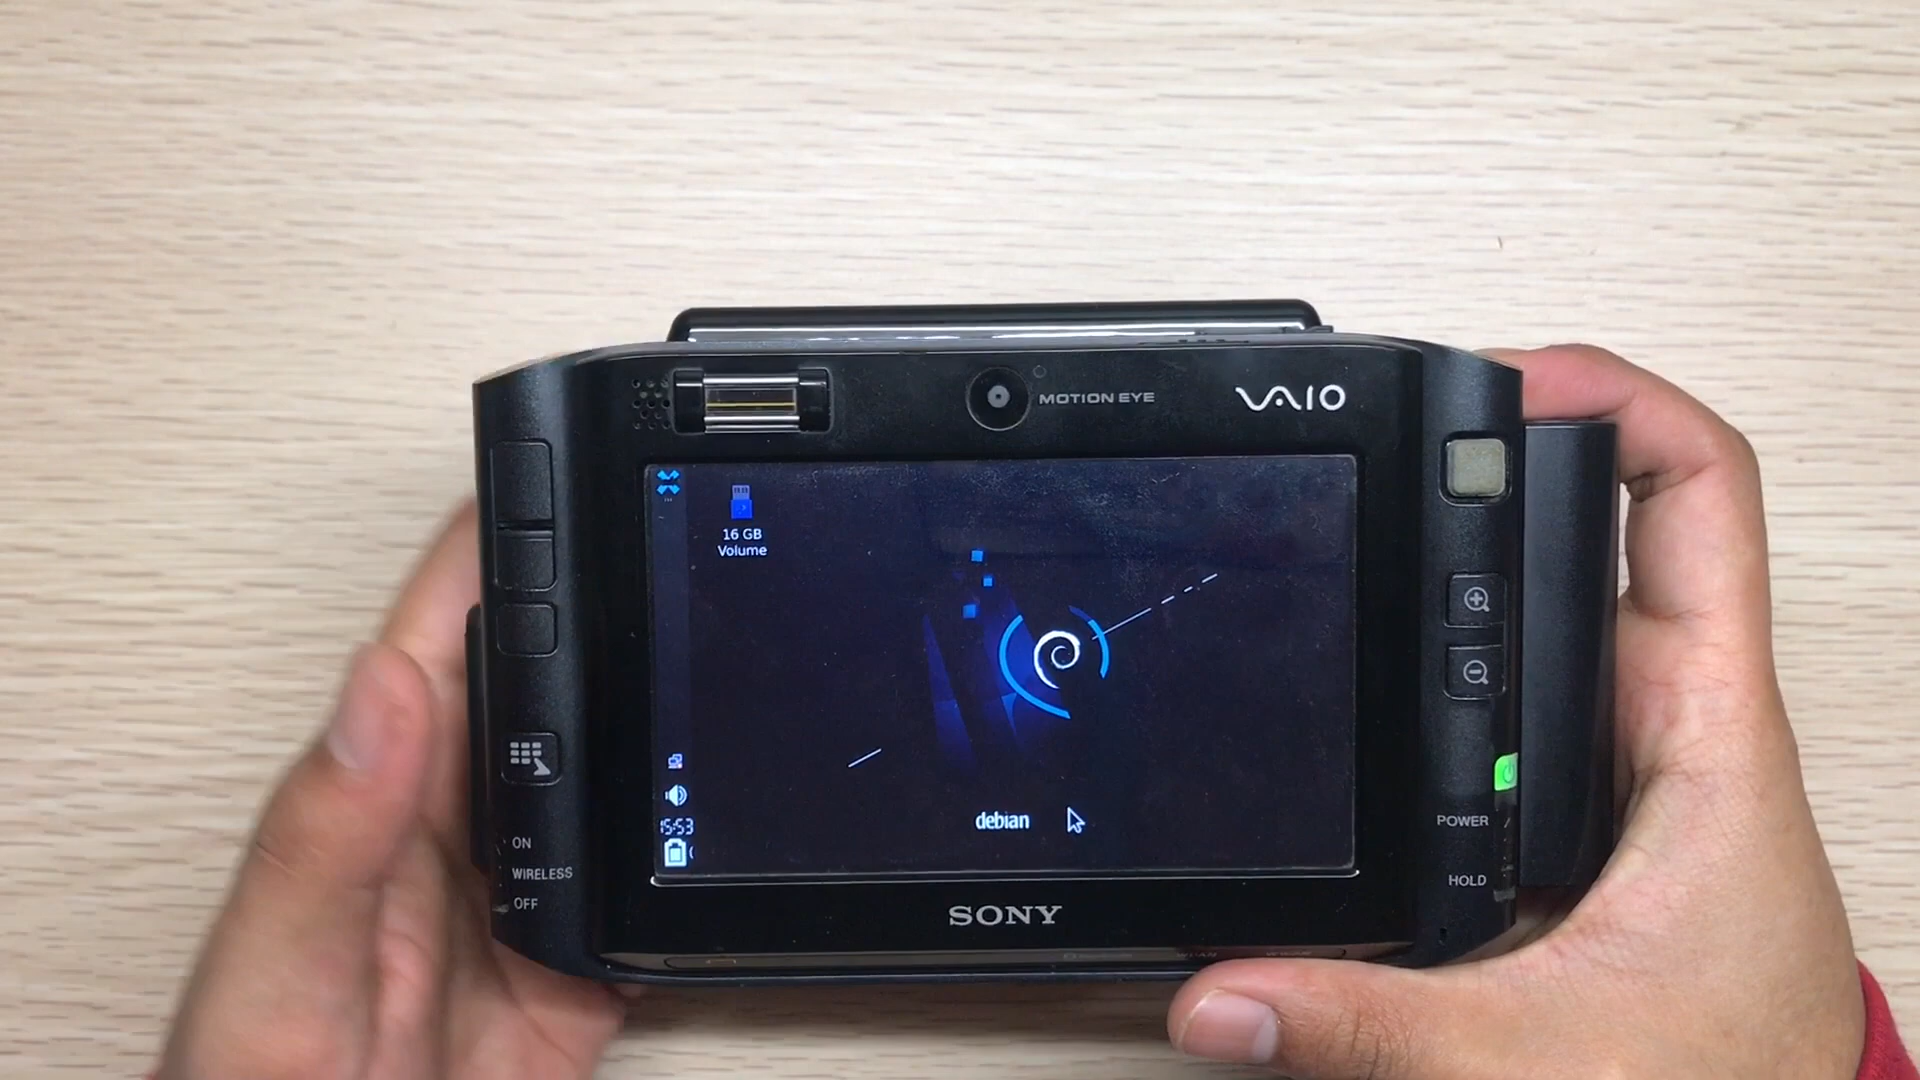 MOTION EYE
VAIO
16 GB
Volume
15:53
debian
ON
WIRELESS
OFF
POWER
HOLD
SONY